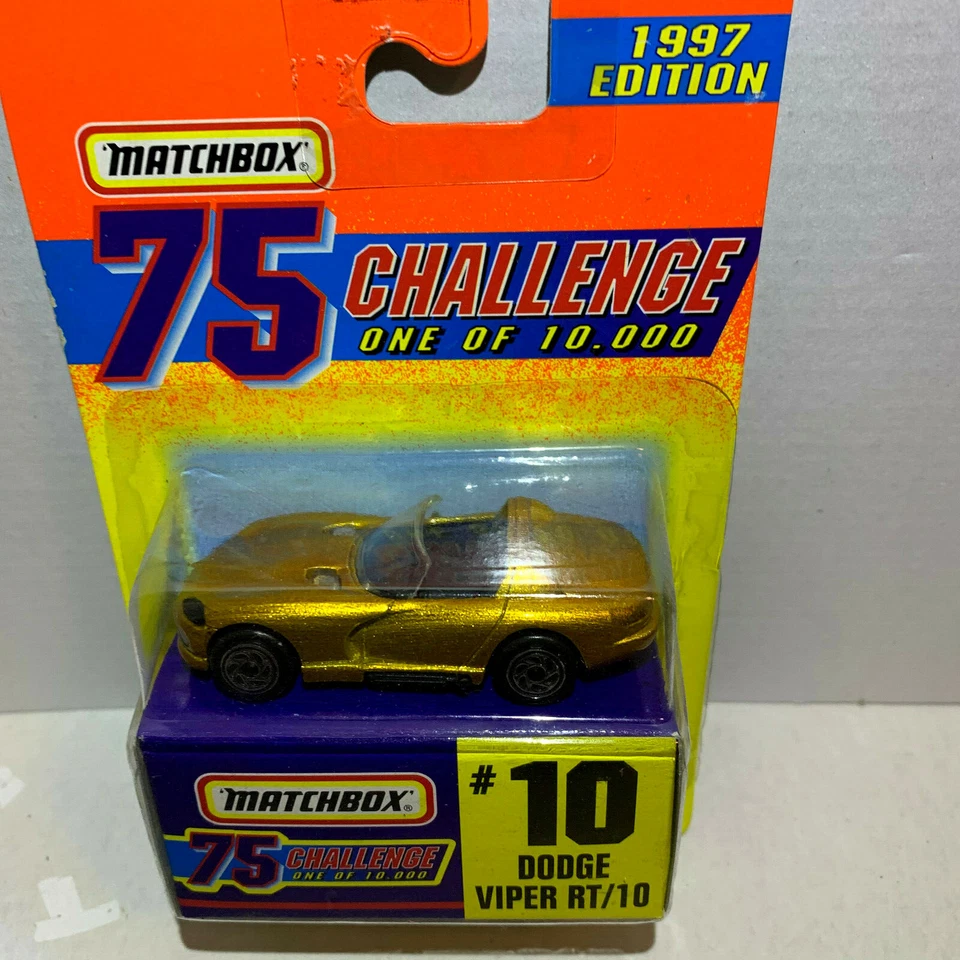 1997
EDITION
'MATCHBOX'®
75 CHALLENGE
ONE OF 10.000
'MATCHBOX'®
75 CHALLENGE
ONE OF 10.000
#10
DODGE
VIPER RT/10